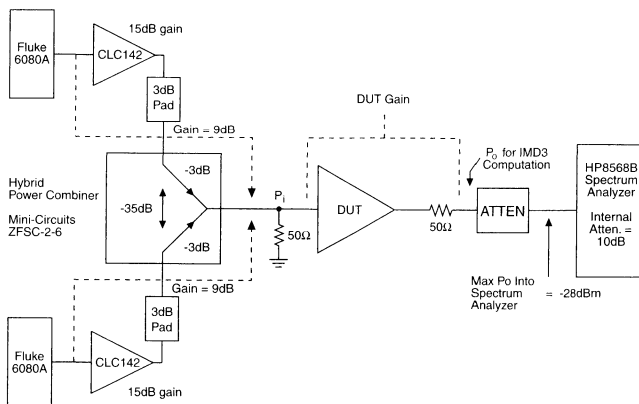 15dB gain
Fluke
6080A
CLC142
3dB
Pad
Gain = 9dB
DUT Gain
Po for IMD3
Computation
HP8568B
Spectrum
Analyzer
Internal
Atten. =
10dB
Hybrid
Power Combiner
Mini-Circuits
ZFSC-2-6
-3dB
-35dB
-3dB
Pi
50Ω
DUT
50Ω
ATTEN
Max Po Into
Spectrum = -28dBm
Analyzer
Gain = 9dB
3dB
Pad
Fluke
6080A
CLC142
15dB gain